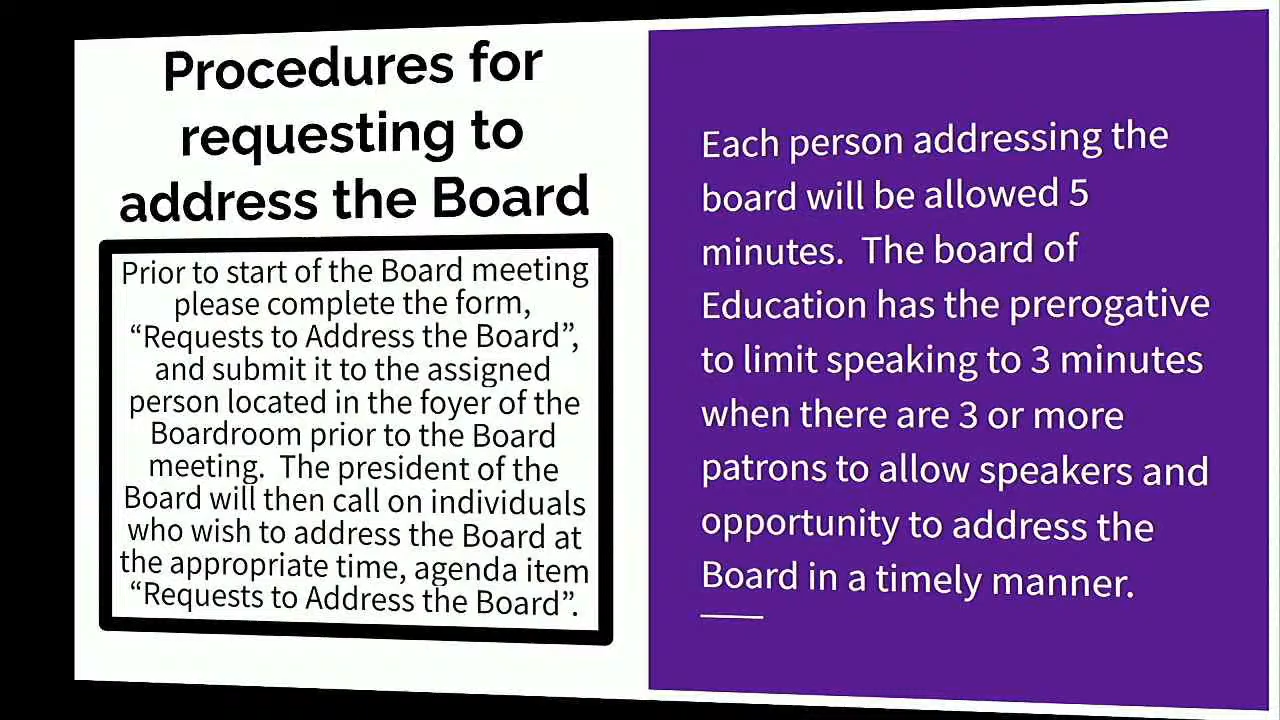 Procedures for
requesting to
address the Board
Prior to start of the Board meeting
please complete the form,
“Requests to Address the Board”,
and submit it to the assigned
person located in the foyer of the
Boardroom prior to the Board
meeting.  The president of the
Board will then call on individuals
who wish to address the Board at
the appropriate time, agenda item
“Requests to Address the Board”.
Each person addressing the
board will be allowed 5
minutes.  The board of
Education has the prerogative
to limit speaking to 3 minutes
when there are 3 or more
patrons to allow speakers and
opportunity to address the
Board in a timely manner.